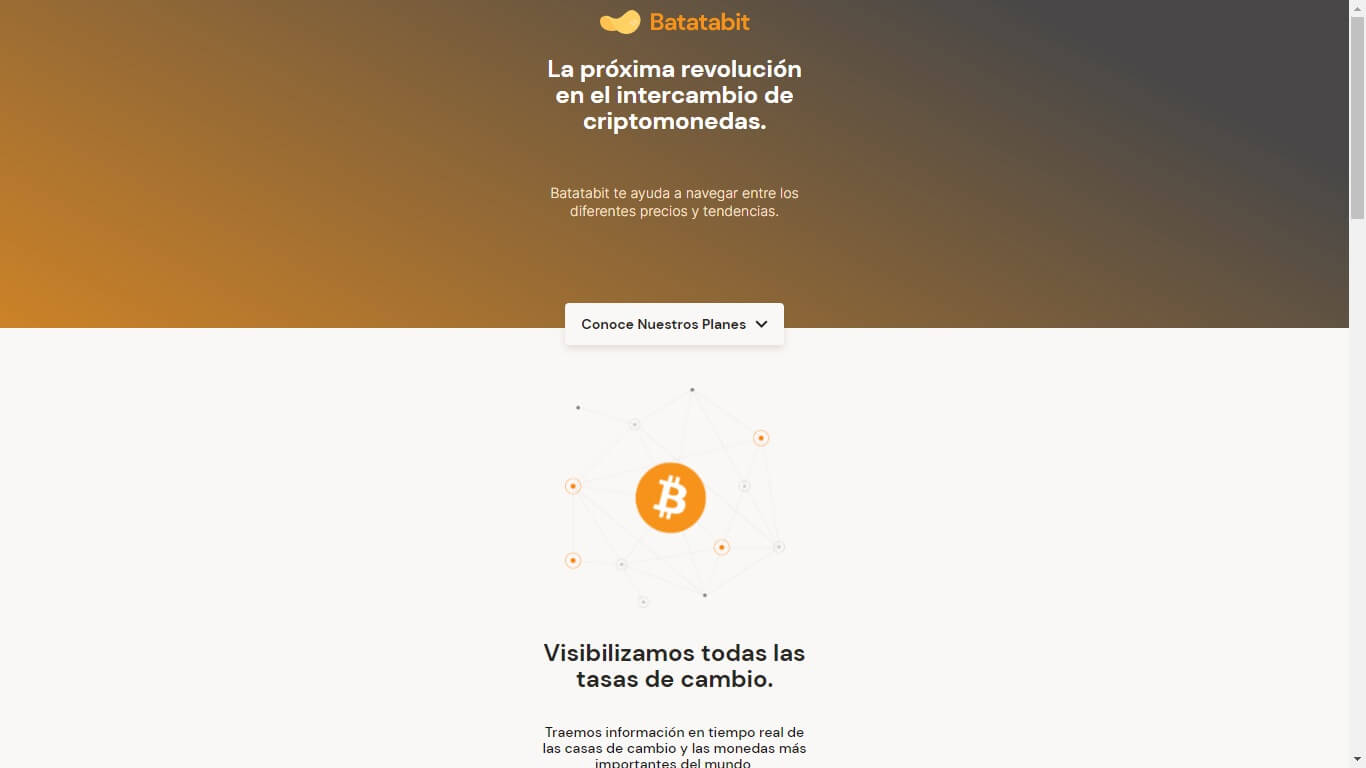 Batatabit
La próxima revolución
en el intercambio de
criptomonedas.
Batatabit te ayuda a navegar entre los
diferentes precios y tendencias.
Conoce Nuestros Planes
Visibilizamos todas las
tasas de cambio.
Traemos información en tiempo real de
las casas de cambio y las monedas más
importantes del mundo